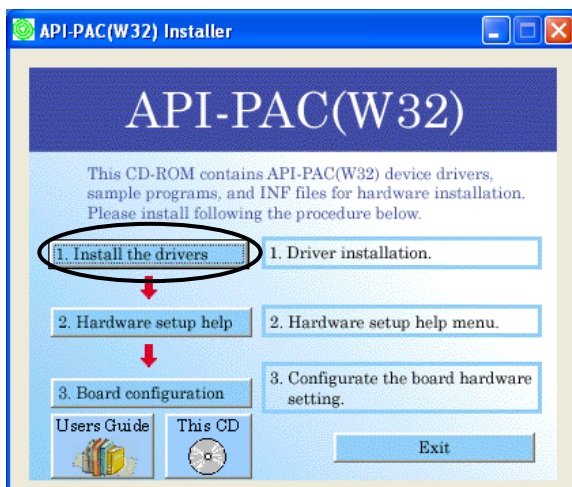 API-PAC(W32) Installer
API-PAC(W32)
This CD-ROM contains API-PAC(W32) device drivers,
sample programs, and INF files for hardware installation.
Please install following the procedure below.
1. Install the drivers
1. Driver installation.
2. Hardware setup help
2. Hardware setup help menu.
3. Board configuration
3. Configurate the board hardware
setting.
Users Guide
This CD
Exit